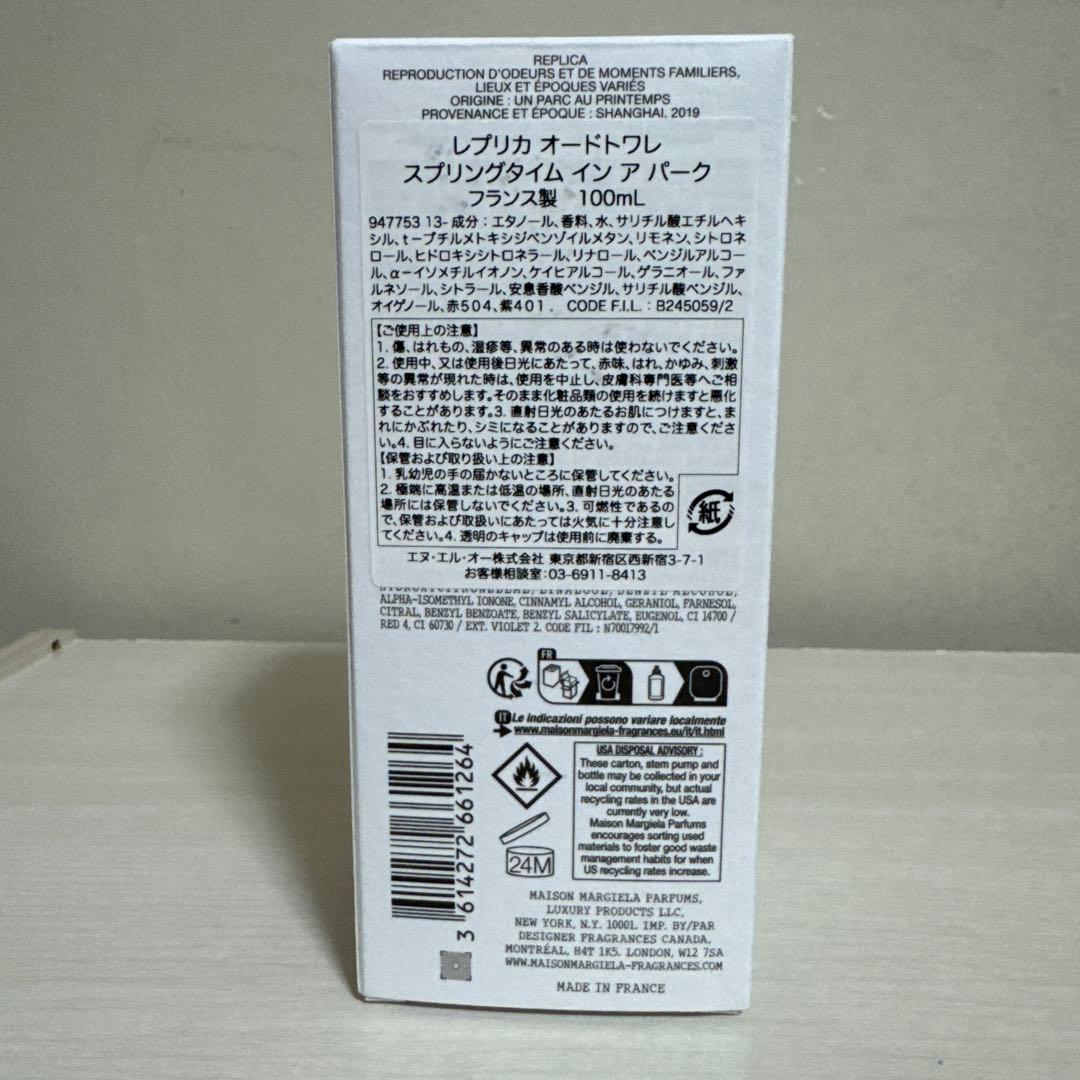 REPLICA
REPRODUCTION D'ODEURS ET DE MOMENTS FAMILIERS,
LIEUX ET ÉPOQUES VARIÉS
ORIGINE : UN PARC AU PRINTEMPS
PROVENANCE ET ÉPOQUE : SHANGHAI. 2019
レプリカ オードトワレ
スプリングタイム イン ア パーク
フランス製 100mL
947753 13- 成分：エタノール、香料、水、サリチル酸エチルヘキ
シル、t－ブチルメトキシジベンゾイルメタン、リモネン、シトロネ
ロール、ヒドロキシシトロネラール、リナロール、ベンジルアルコー
ル、α－イソメチルイオノン、ケイヒアルコール、ゲラニオール、ファ
ルネソール、シトラール、安息香酸ベンジル、サリチル酸ベンジル、
オイゲノール、赤504、紫401． CODE F.I.L.：B245059/2
【ご使用上の注意】
1. 傷、はれもの、湿疹等、異常のある時は使わないでください。
2. 使用中、又は使用後日光にあたって、赤味、はれ、かゆみ、刺激
等の異常が現れた時は、使用を中止し、皮膚科専門医等へご相
談をおすすめします。そのまま化粧品類の使用を続けますと悪化
することがあります。3. 直射日光のあたるお肌につけますと、ま
れにかぶれたり、シミになることがありますので、ご注意くださ
い。4. 目に入らないようにご注意ください。
【保管および取り扱い上の注意】
1. 乳幼児の手の届かないところに保管してください。
2. 極端に高温または低温の場所、直射日光のあたる
場所には保管しないでください。3. 可燃性であるの
で、保管および取扱いにあたっては火気に十分注意し
てください。4. 透明のキャップは使用前に廃棄する。
紙
エヌ・エル・オー株式会社 東京都新宿区西新宿3-7-1
お客様相談室：03-6911-8413
HYDROXYCITRONELLAL, LINALOOL, BENZYL ALCOHOL,
ALPHA-ISOMETHYL IONONE, CINNAMYL ALCOHOL, GERANIOL, FARNESOL,
CITRAL, BENZYL BENZOATE, BENZYL SALICYLATE, EUGENOL, CI 14700 /
RED 4, CI 60730 / EXT. VIOLET 2. CODE FIL : N70017992/1
FR
IT Le indicazioni possono variare localmente
www.maisonmargiela-fragrances.eu/it/it.html
3 614272 661264
24M
USA DISPOSAL ADVISORY :
These carton, stem pump and
bottle may be collected in your
local community, but actual
recycling rates in the USA are
currently very low.
Maison Margiela Parfums
encourages sorting used
materials to foster good waste
management habits for when
US recycling rates increase.
MAISON MARGIELA PARFUMS,
LUXURY PRODUCTS LLC,
NEW YORK, N.Y. 10001. IMP. BY/PAR
DESIGNER FRAGRANCES CANADA,
MONTRÉAL, H4T 1K5. LONDON, W12 7SA
WWW.MAISONMARGIELA-FRAGRANCES.COM
MADE IN FRANCE